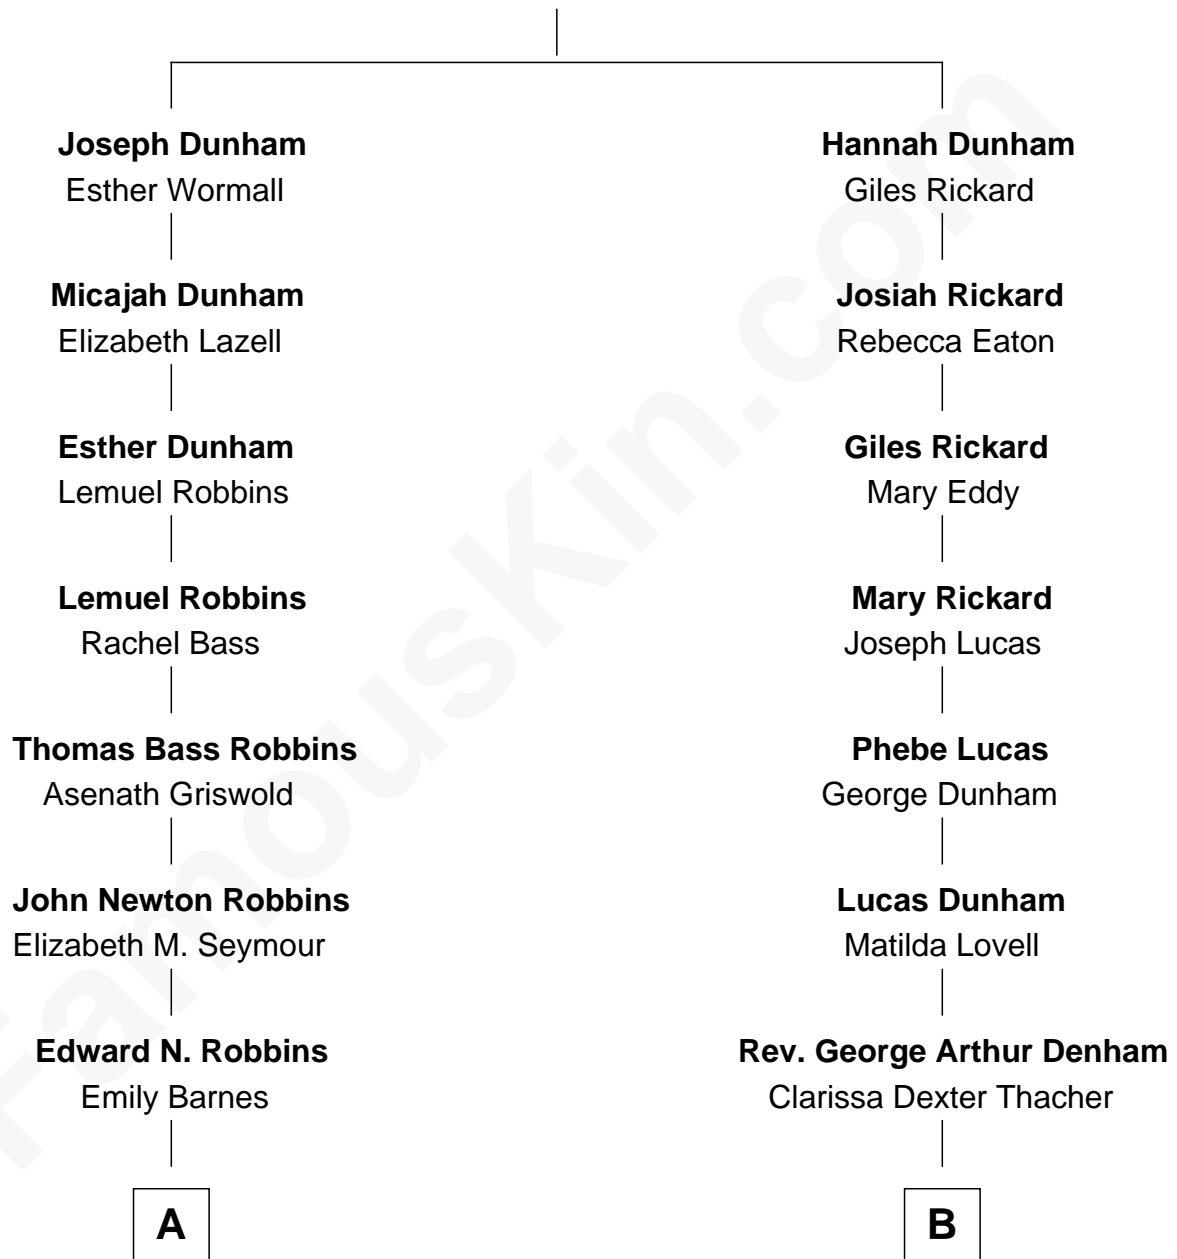 Joseph Dunham
Esther Wormall
Hannah Dunham
Giles Rickard
Micajah Dunham
Elizabeth Lazell
Josiah Rickard
Rebecca Eaton
Esther Dunham
Lemuel Robbins
Giles Rickard
Mary Eddy
Lemuel Robbins
Rachel Bass
Mary Rickard
Joseph Lucas
Thomas Bass Robbins
Asenath Griswold
Phebe Lucas
George Dunham
John Newton Robbins
Elizabeth M. Seymour
Lucas Dunham
Matilda Lovell
Edward N. Robbins
Emily Barnes
Rev. George Arthur Denham
Clarissa Dexter Thacher
A
B
FamousKin.com